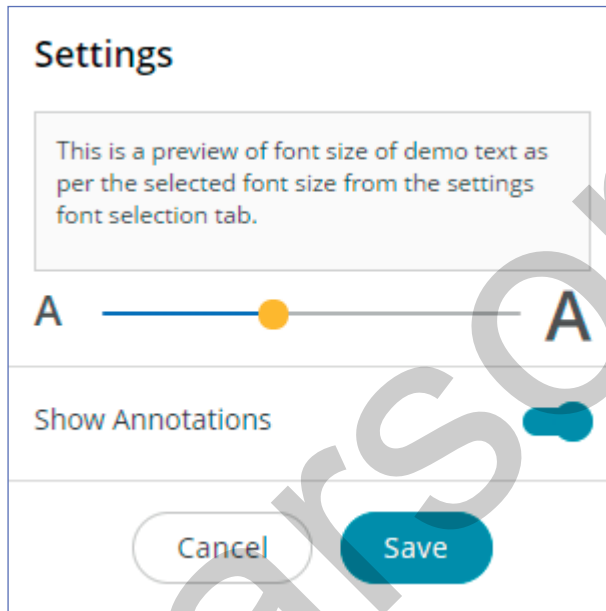 Settings
This is a preview of font size of demo text as
per the selected font size from the settings
font selection tab.
A A
Show Annotations
Cancel Save